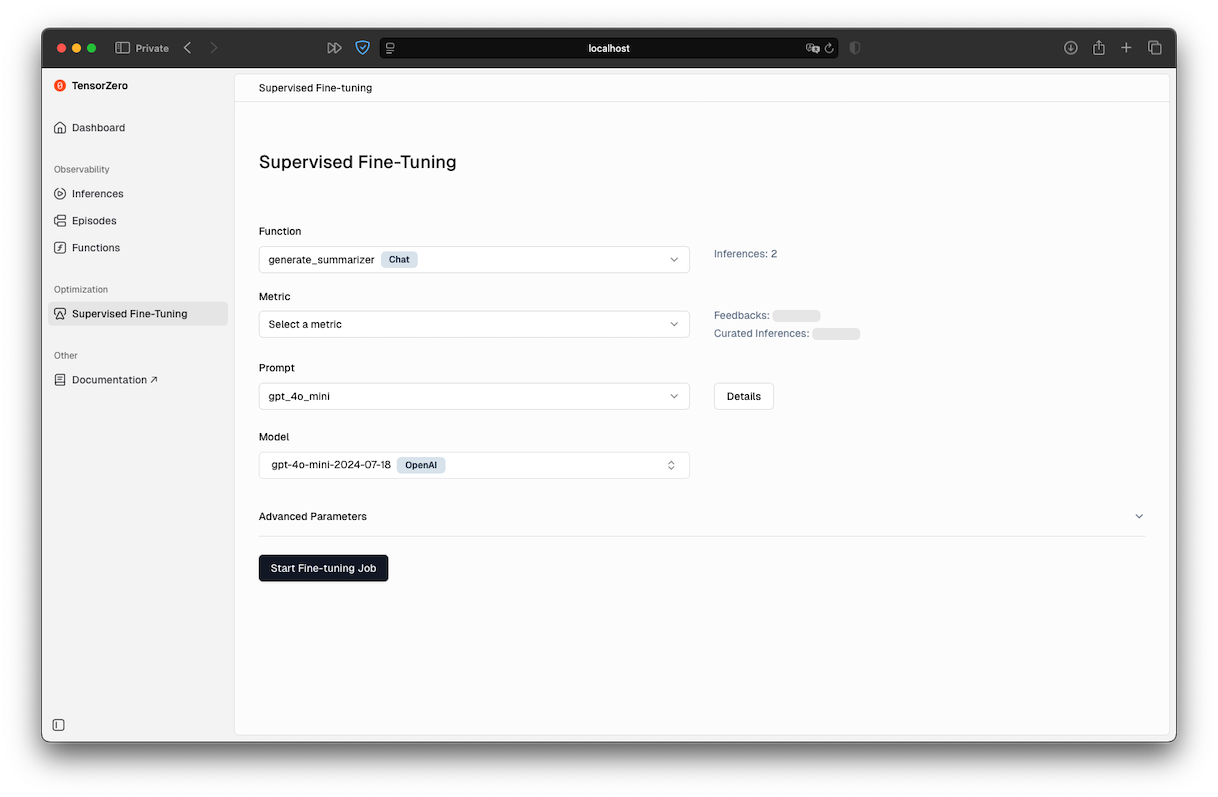 Private
localhost
TensorZero
Dashboard
Observability
Inferences
Episodes
Functions
Optimization
Supervised Fine-Tuning
Other
Documentation ↗
Supervised Fine-tuning
Supervised Fine-Tuning
Function
generate_summarizer Chat
Inferences: 2
Metric
Select a metric
Feedbacks:
Curated Inferences:
Prompt
gpt_4o_mini
Details
Model
gpt-4o-mini-2024-07-18 OpenAI
Advanced Parameters
Start Fine-tuning Job